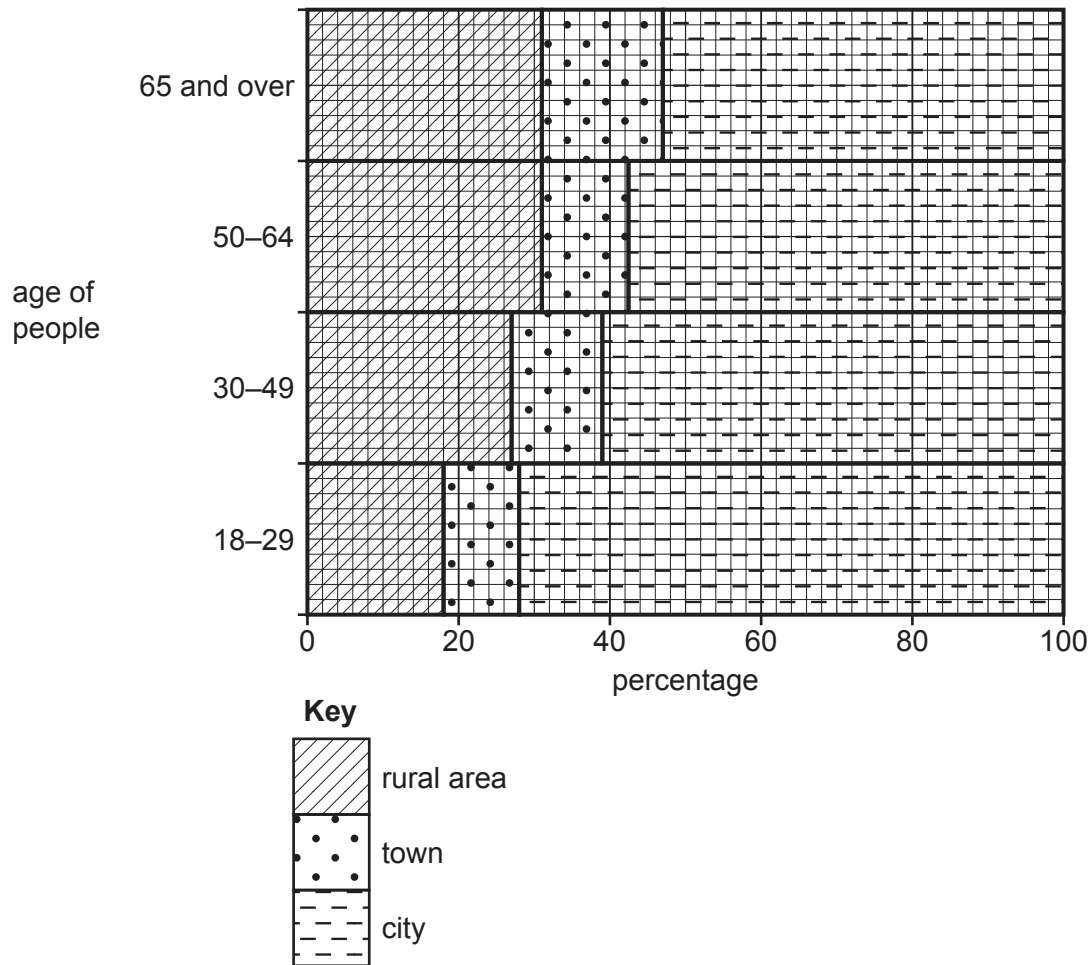 65 and over
50–64
age of
people
30–49
18–29
0 20 40 60 80 100
percentage
Key
rural area
town
city